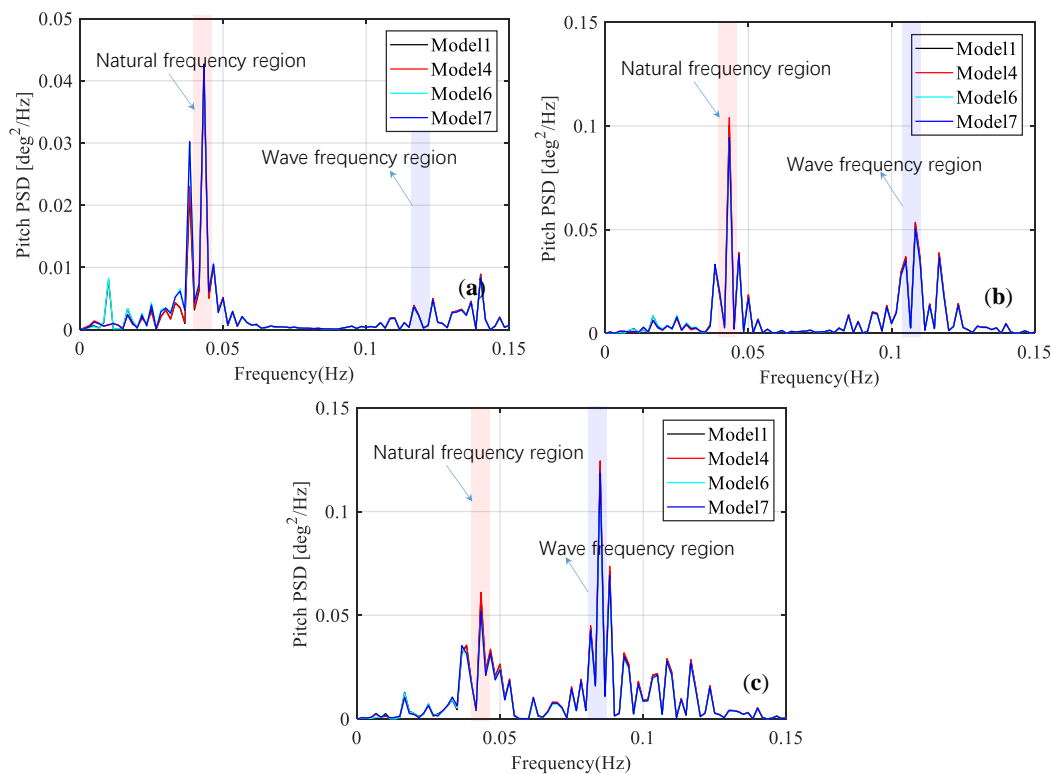 0.05
0.04
0.03
0.02
0.01
0
Pitch PSD [deg²/Hz]
Natural frequency region
Wave frequency region
Model1
Model4
Model6
Model7
(a)
0
0.05
0.1
0.15
Frequency(Hz)
0.15
0.1
0.05
0
Pitch PSD [deg²/Hz]
Natural frequency region
Wave frequency region
Model1
Model4
Model6
Model7
(b)
0
0.05
0.1
0.15
Frequency(Hz)
0.15
0.1
0.05
0
Pitch PSD [deg²/Hz]
Natural frequency region
Wave frequency region
Model1
Model4
Model6
Model7
(c)
0
0.05
0.1
0.15
Frequency(Hz)